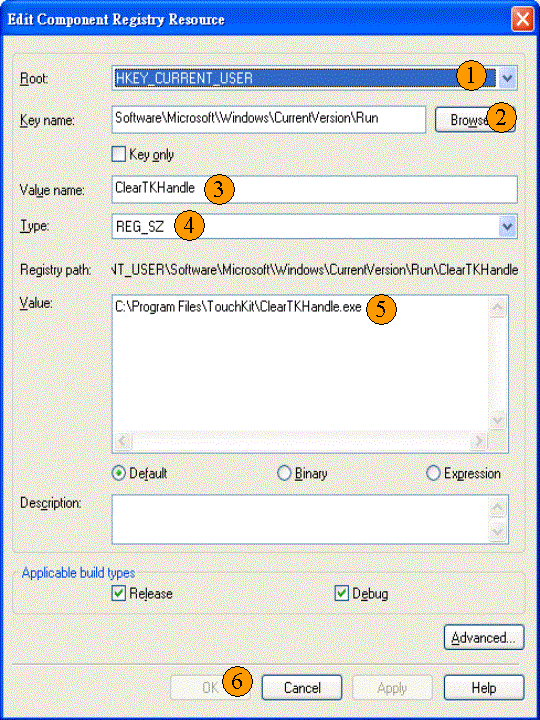 Edit Component Registry Resource
Root: HKEY_CURRENT_USER 1
Key name: Software\Microsoft\Windows\CurrentVersion\Run Browse 2
Key only
Value name: ClearTKHandle 3
Type: REG_SZ 4
Registry path: NT_USER\Software\Microsoft\Windows\CurrentVersion\Run\ClearTKHandle
Value: C:\Program Files\TouchKit\ClearTKHandle.exe 5
Default Binary Expression
Description:
Applicable build types
Release Debug
Advanced...
OK 6 Cancel Apply Help